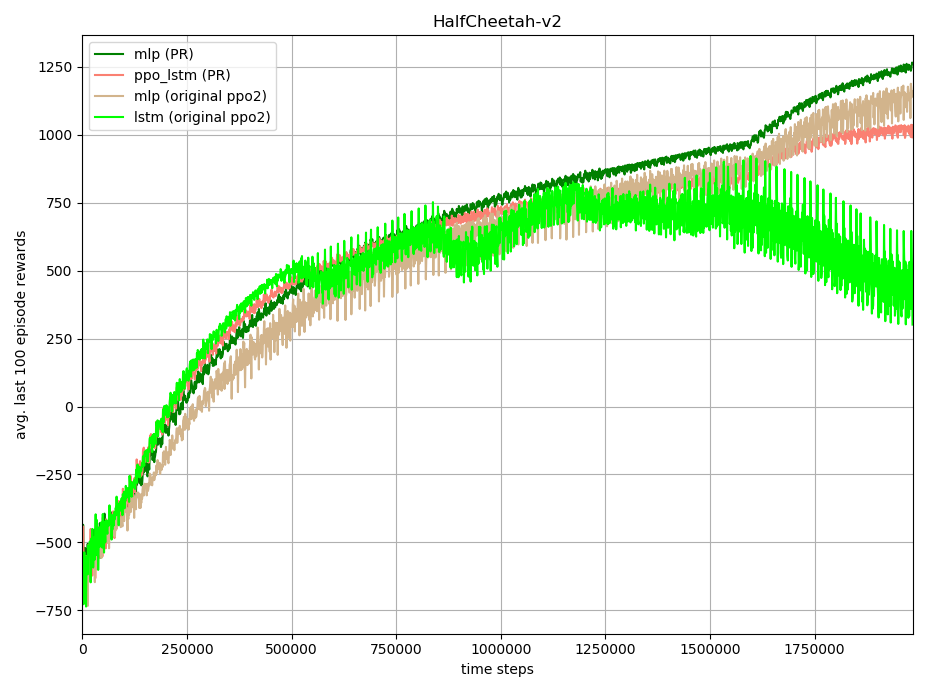 HalfCheetah-v2
mlp (PR)
ppo_lstm (PR)
mlp (original ppo2)
lstm (original ppo2)
avg. last 100 episode rewards
1250
1000
750
500
250
0
−250
−500
−750
0 250000 500000 750000 1000000 1250000 1500000 1750000
time steps